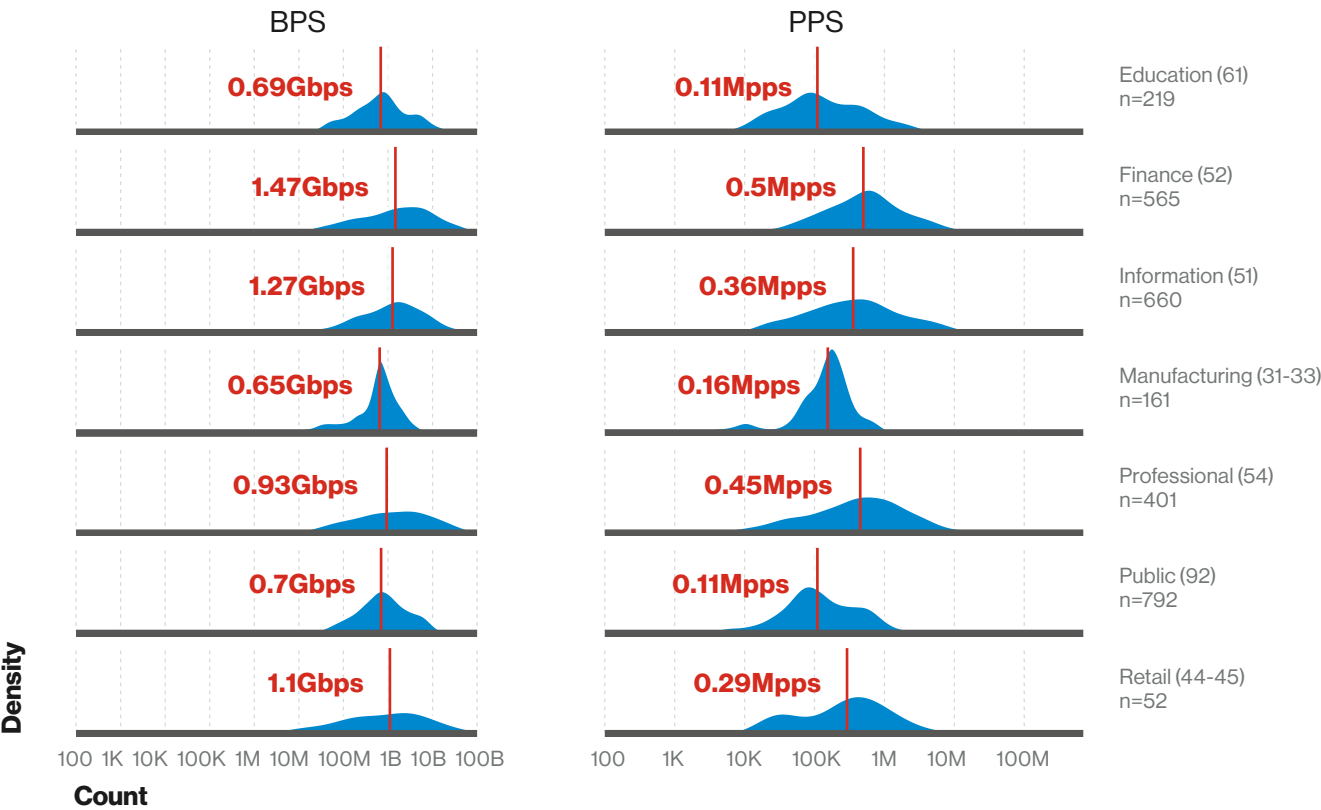 BPS
PPS
0.69Gbps
0.11Mpps
Education (61)
n=219
1.47Gbps
0.5Mpps
Finance (52)
n=565
1.27Gbps
0.36Mpps
Information (51)
n=660
0.65Gbps
0.16Mpps
Manufacturing (31-33)
n=161
0.93Gbps
0.45Mpps
Professional (54)
n=401
0.7Gbps
0.11Mpps
Public (92)
n=792
1.1Gbps
0.29Mpps
Retail (44-45)
n=52
Density
100 1K 10K 100K 1M 10M 100M 1B 10B 100B
100 1K 10K 100K 1M 10M 100M
Count